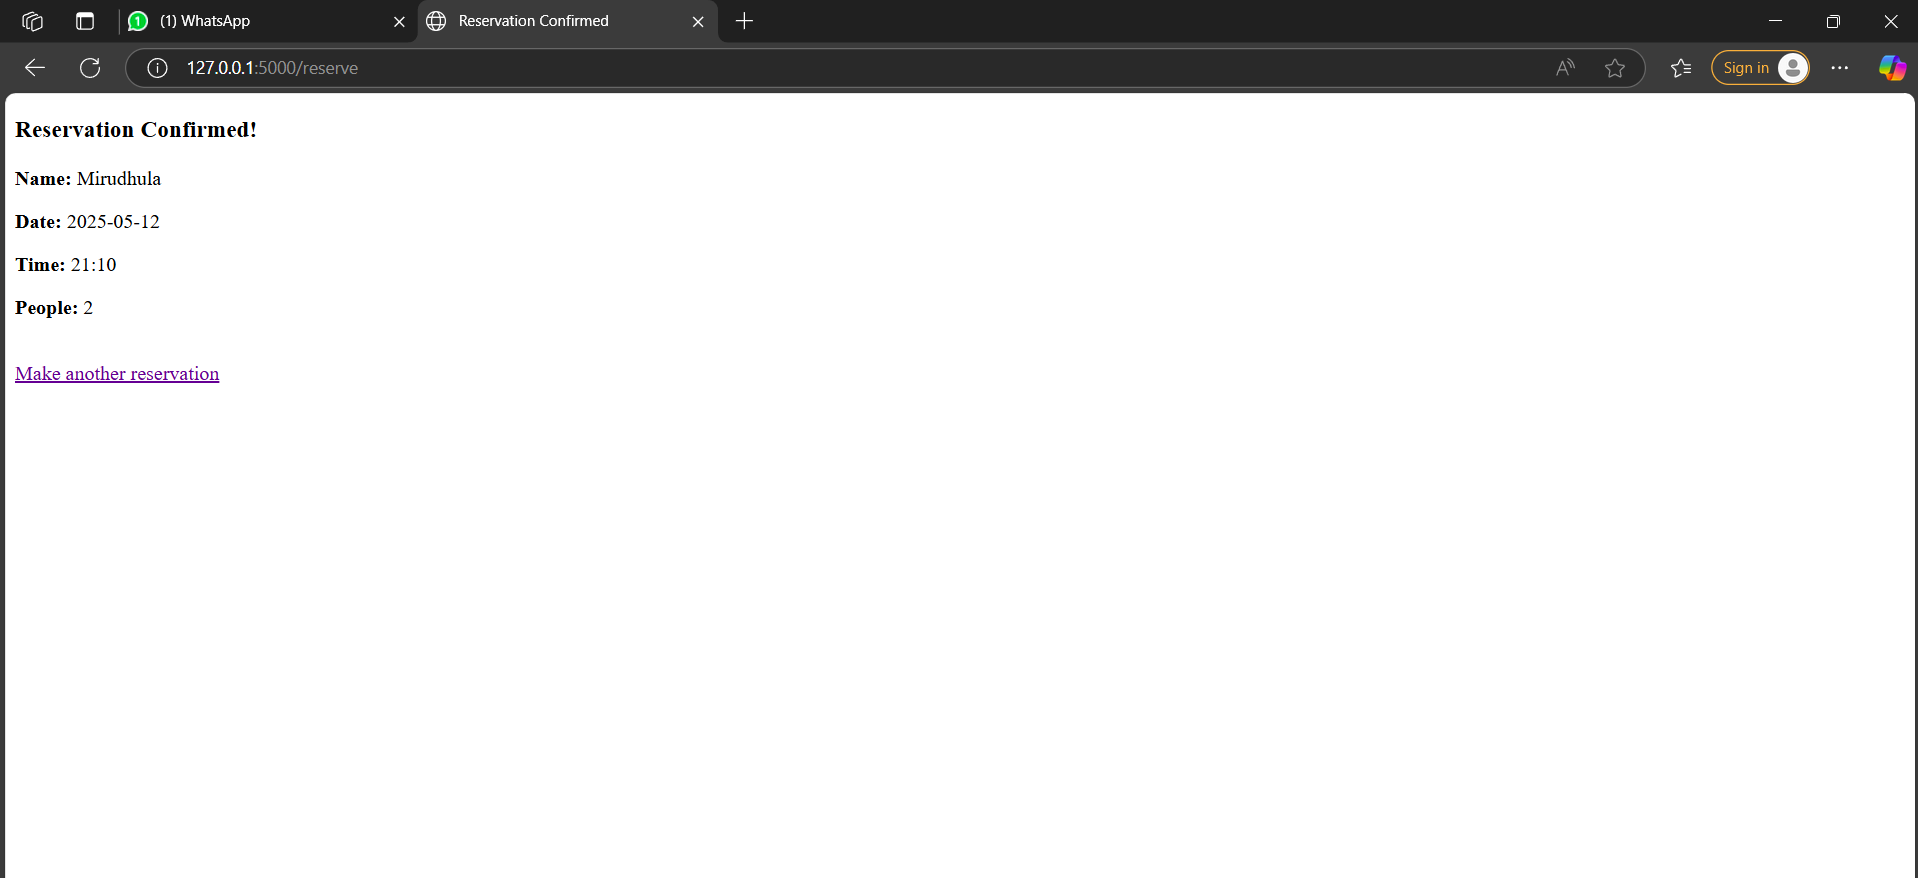 (1) WhatsApp
Reservation Confirmed
127.0.0.1:5000/reserve
Sign in
Reservation Confirmed!
Name: Mirudhula
Date: 2025-05-12
Time: 21:10
People: 2
Make another reservation